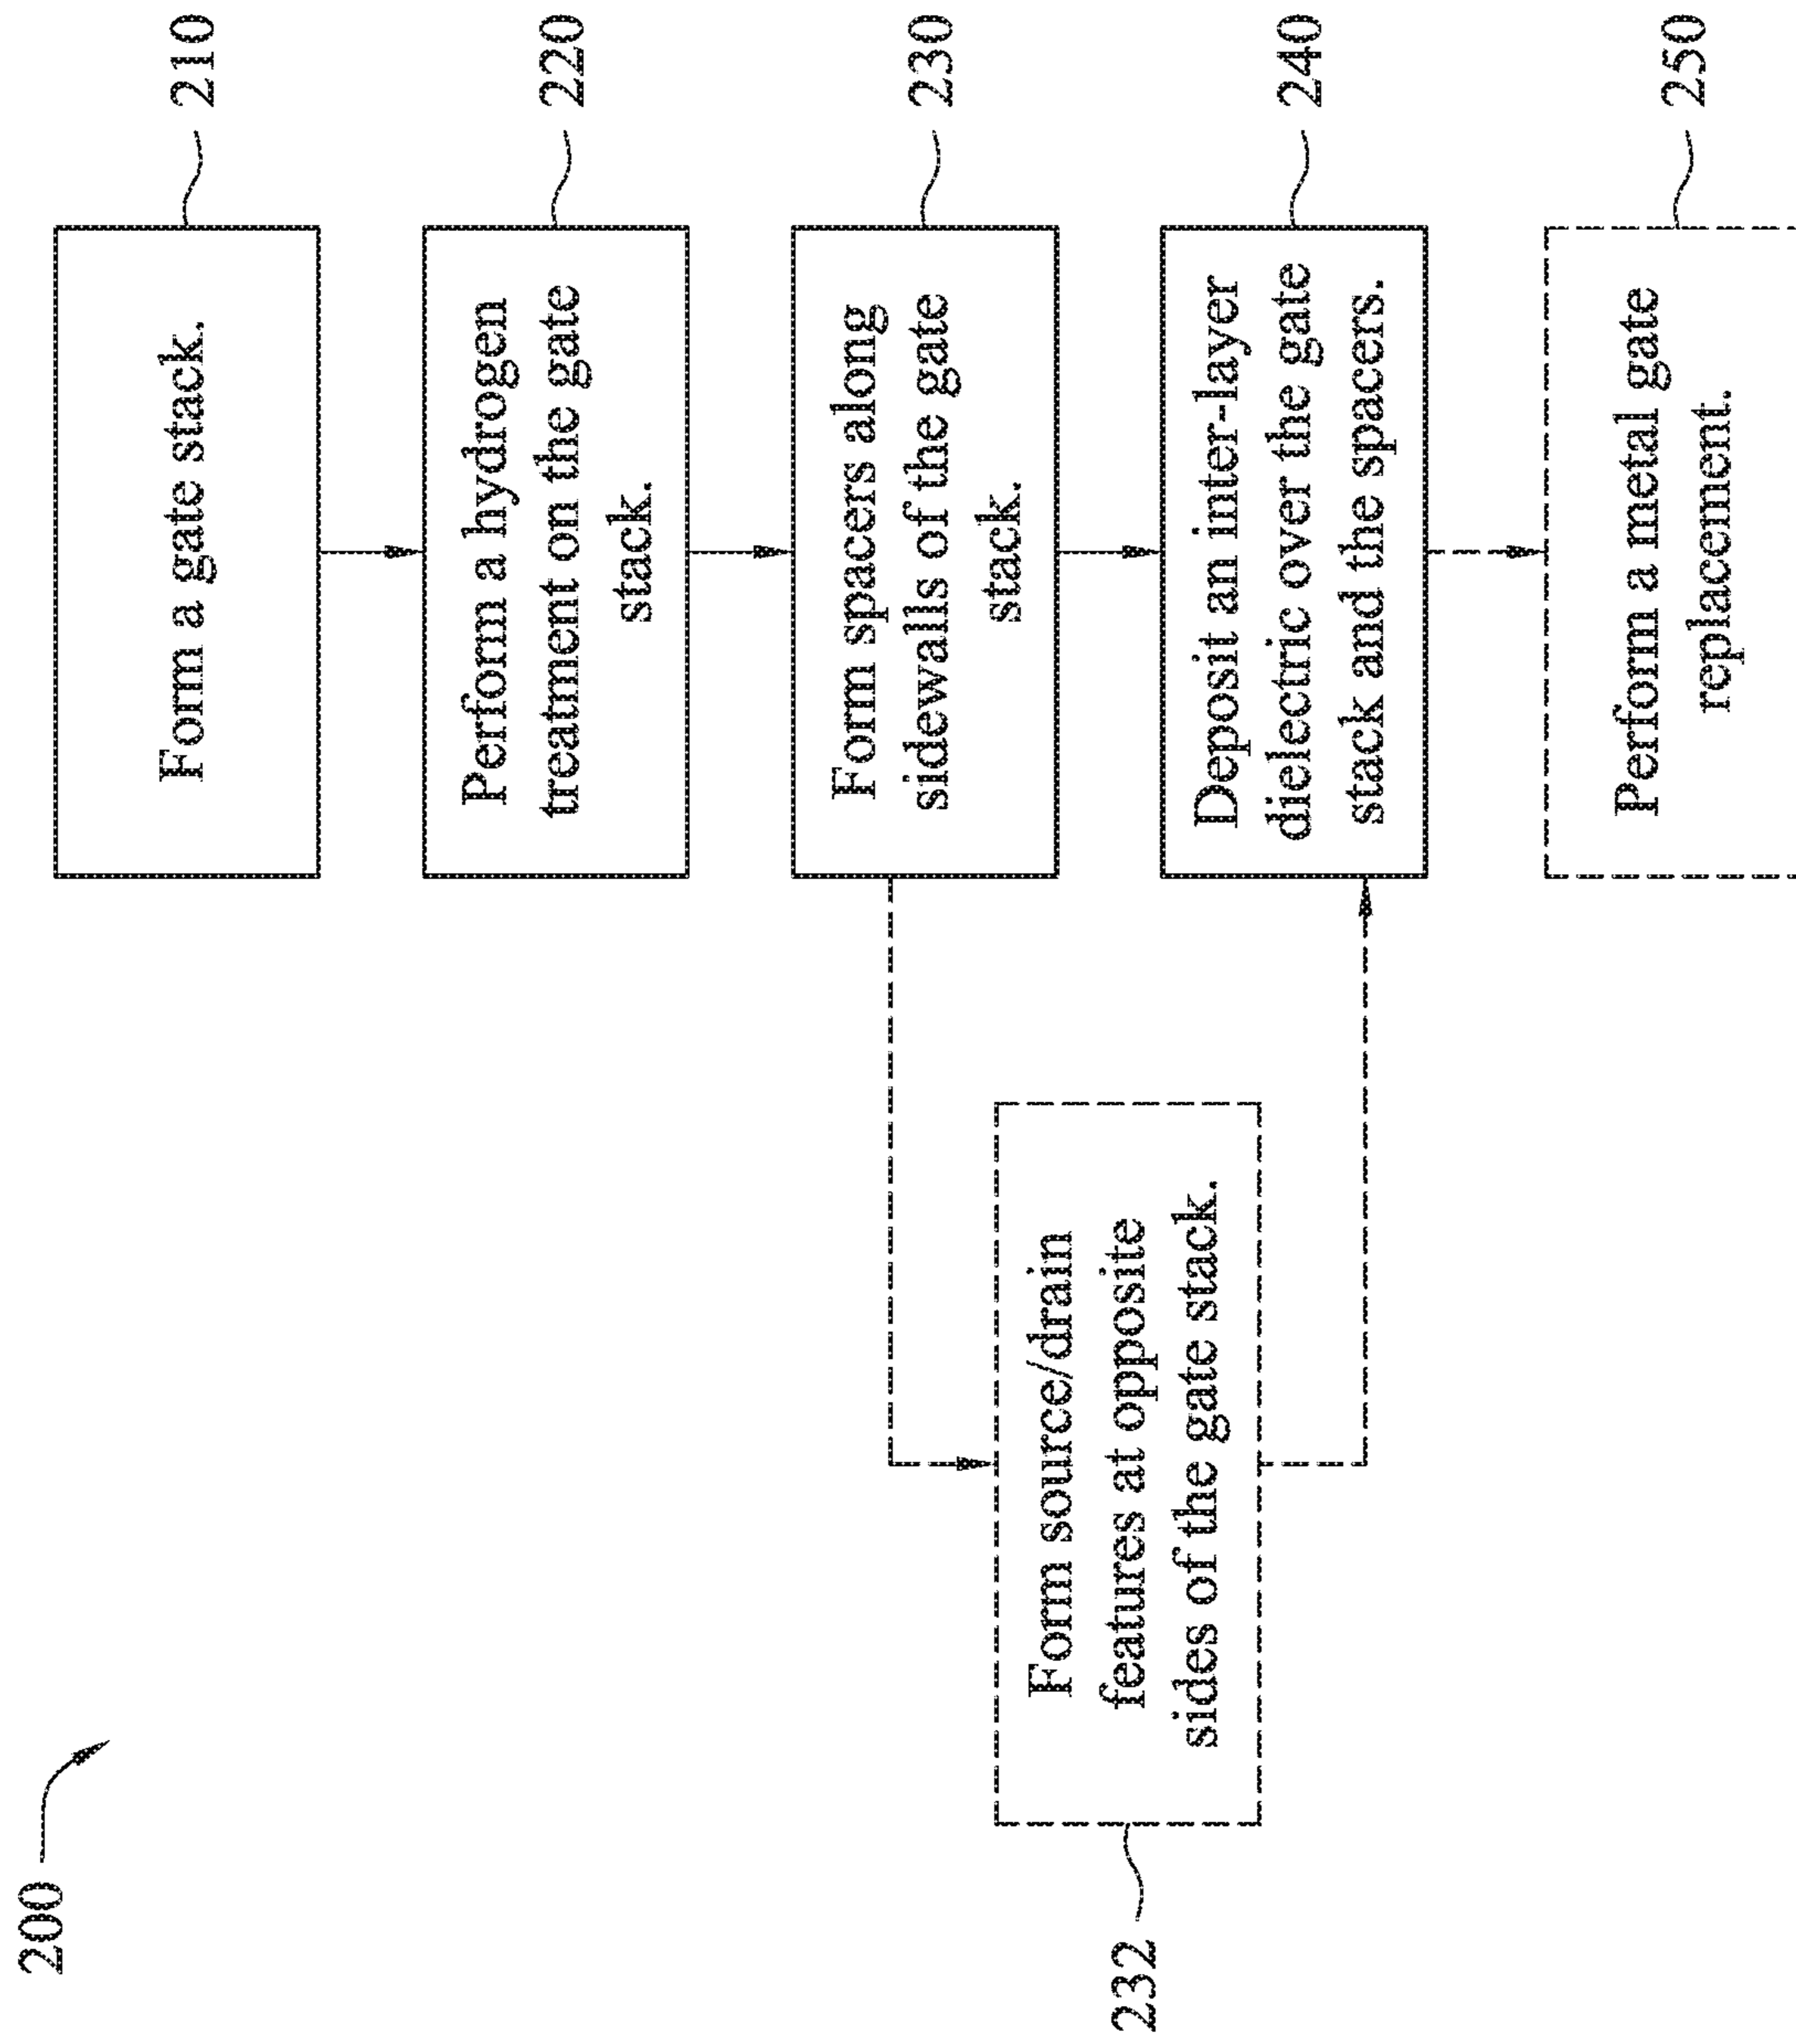 200
Form a gate stack.
210
Perform a hydrogen
treatment on the gate
stack.
220
Form spacers along
sidewalls of the gate
stack.
230
Form source/drain
features at opposite
sides of the gate stack.
232
Deposit an inter-layer
dielectric over the gate
stack and the spacers.
240
Perform a metal gate
replacement.
250